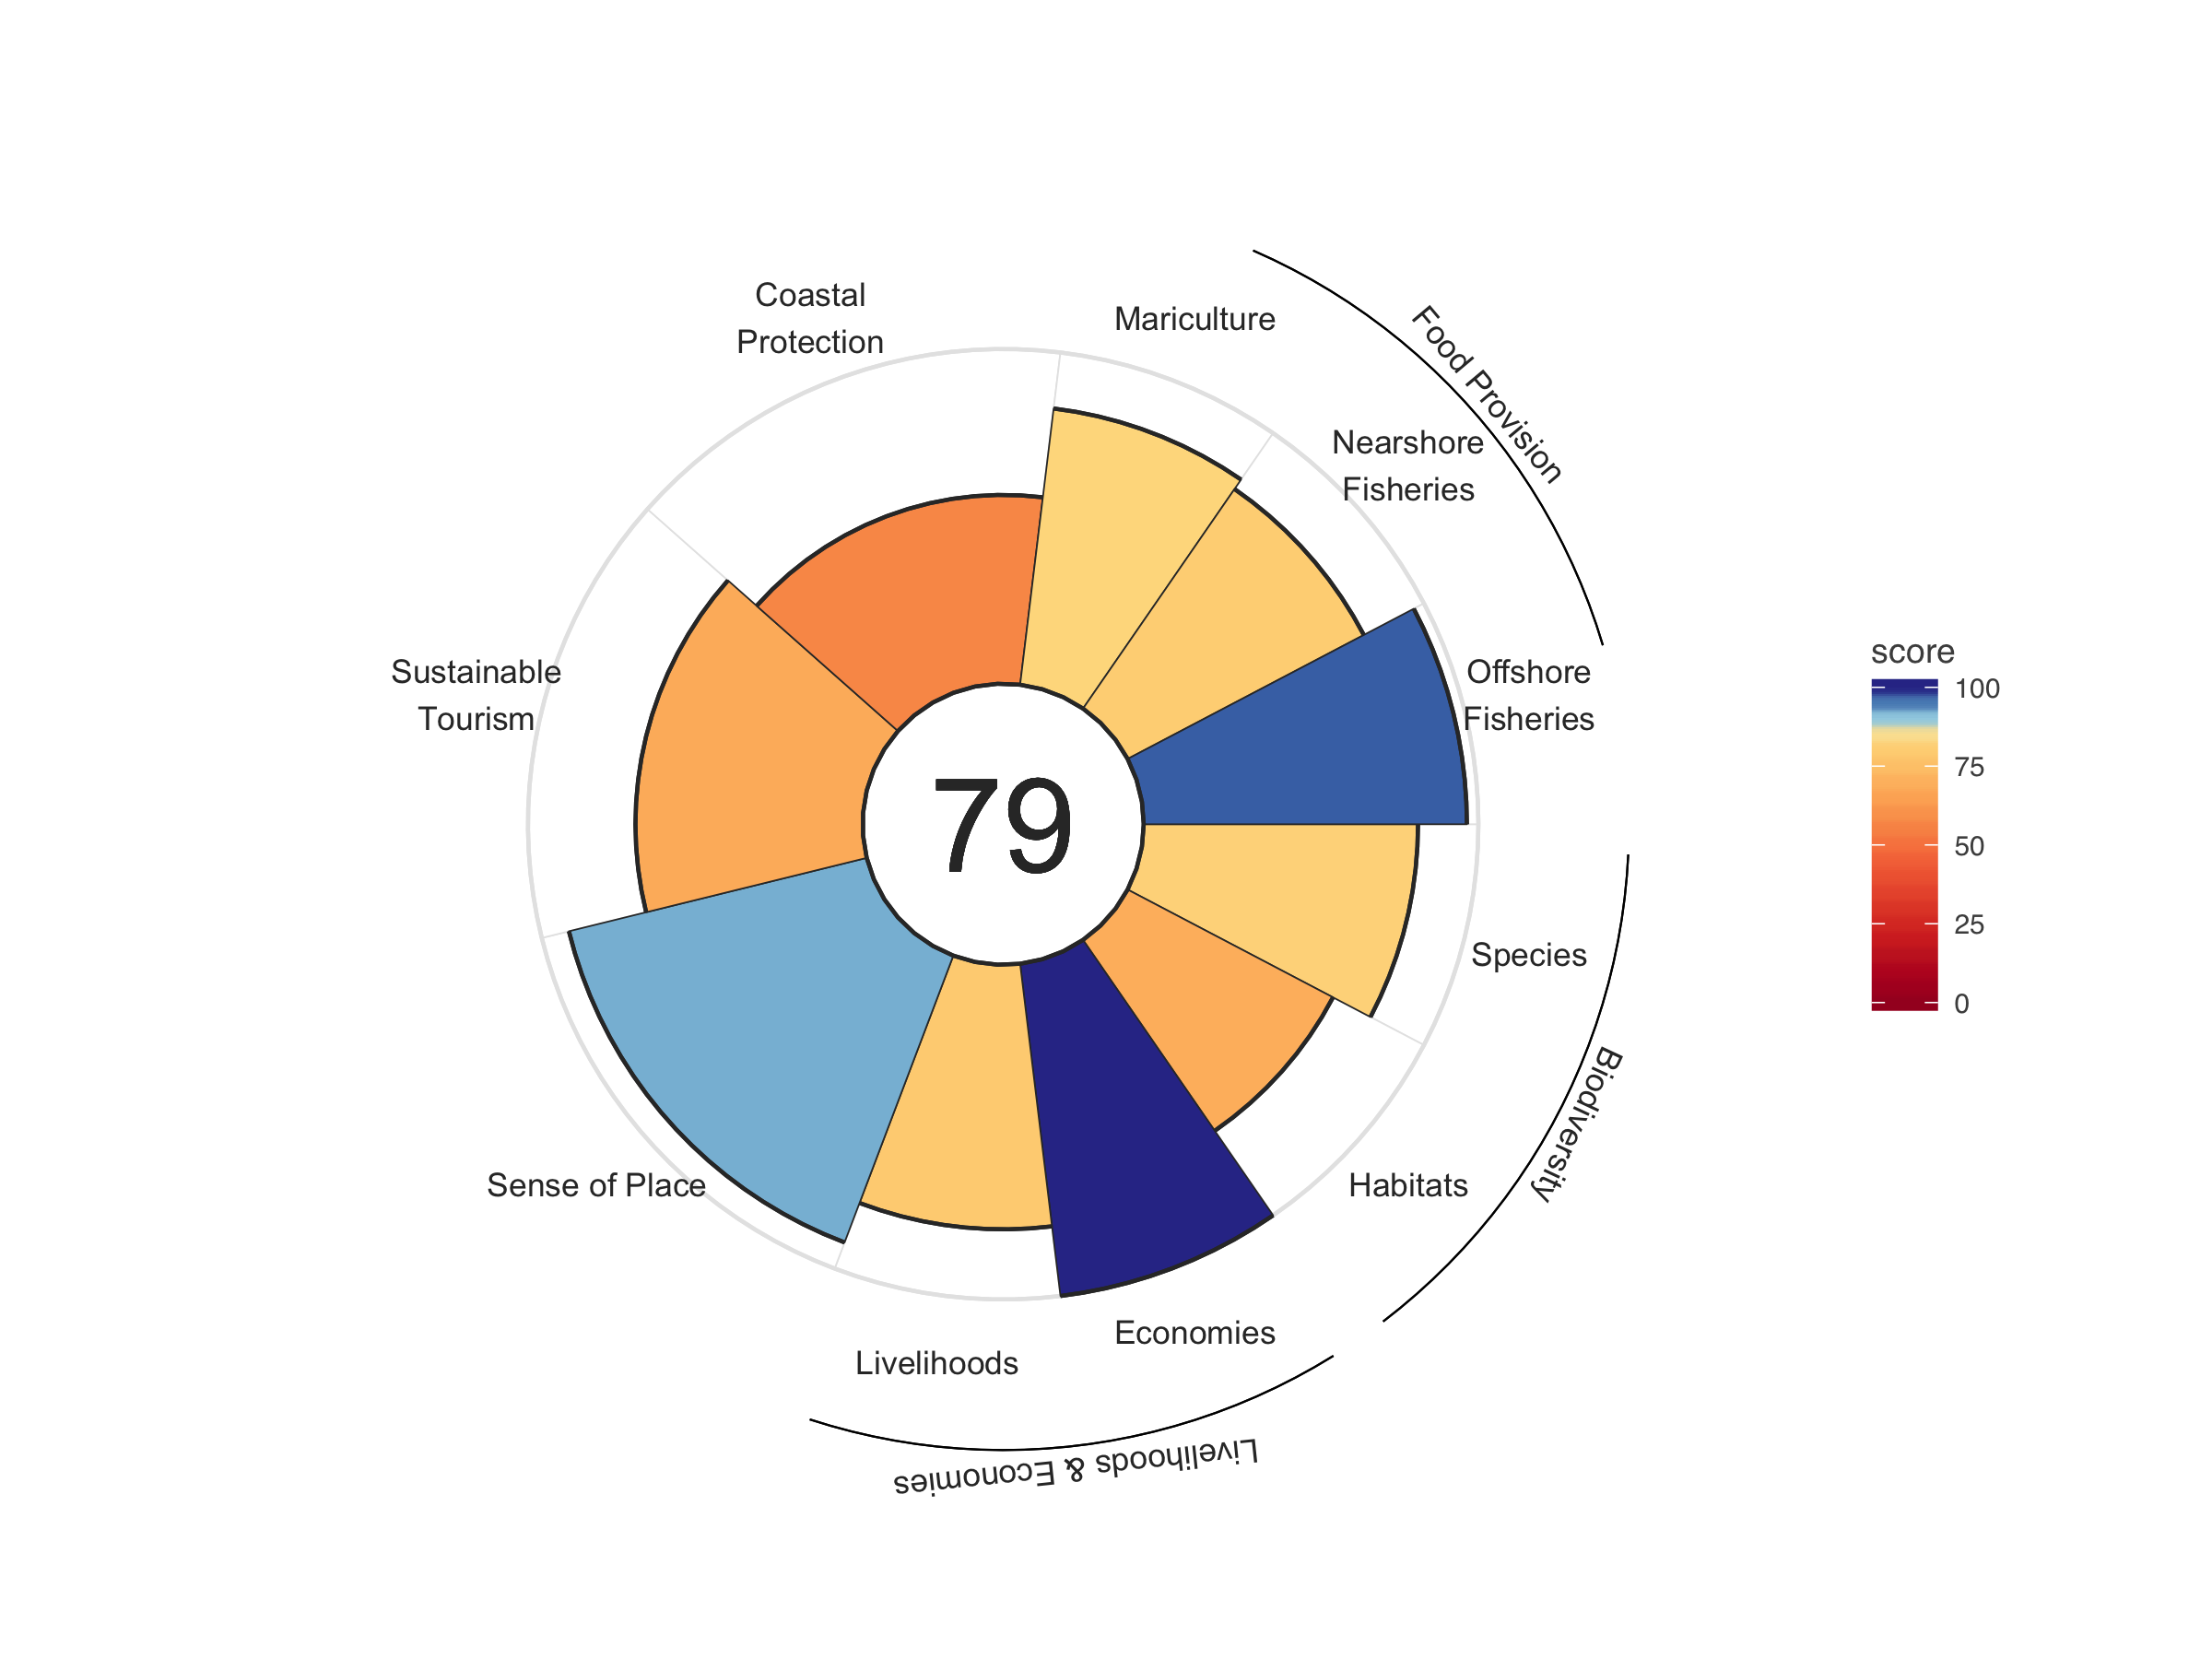 Coastal
Protection
Mariculture
Food Provision
Nearshore
Fisheries
Offshore
Fisheries
Sustainable
Tourism
79
Species
Biodiversity
Habitats
Sense of Place
Economies
Livelihoods
Livelihoods & Economies
score
100
75
50
25
0